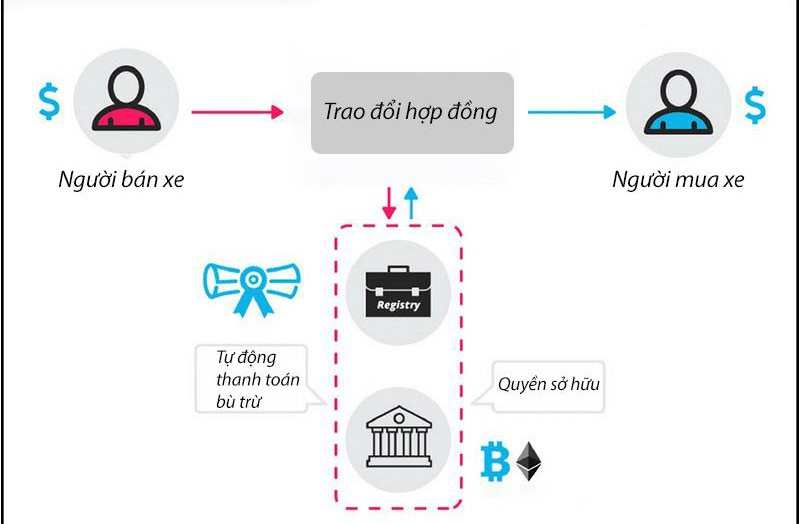 $
$
Trao đổi hợp đồng
Người bán xe
Người mua xe
Registry
Tự động
thanh toán
bù trừ
Quyền sở hữu